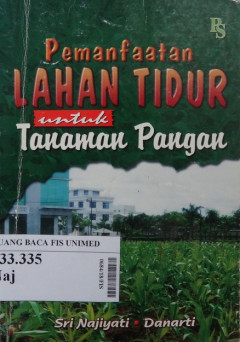 PS
Pemanfaatan
LAHAN TIDUR
untuk
Tanaman Pangan
UANG BACA FIS UNIMED
33.335
Naj
Sri Najiyati • Danarti